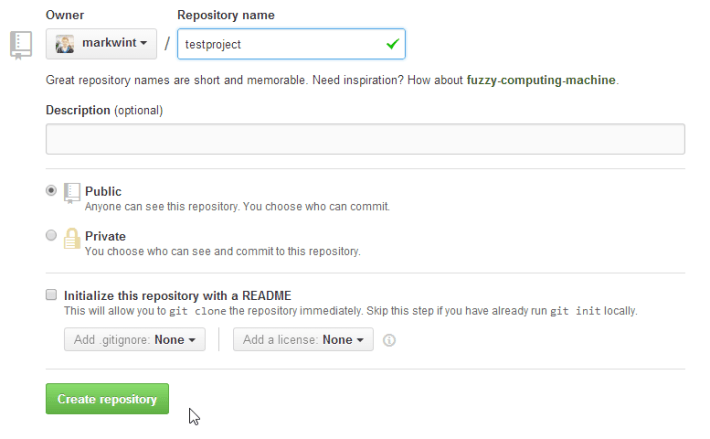 Owner Repository name
markwint / testproject
Great repository names are short and memorable. Need inspiration? How about fuzzy-computing-machine.
Description (optional)
Public
Anyone can see this repository. You choose who can commit.
Private
You choose who can see and commit to this repository.
Initialize this repository with a README
This will allow you to git clone the repository immediately. Skip this step if you have already run git init locally.
Add .gitignore: None Add a license: None
Create repository